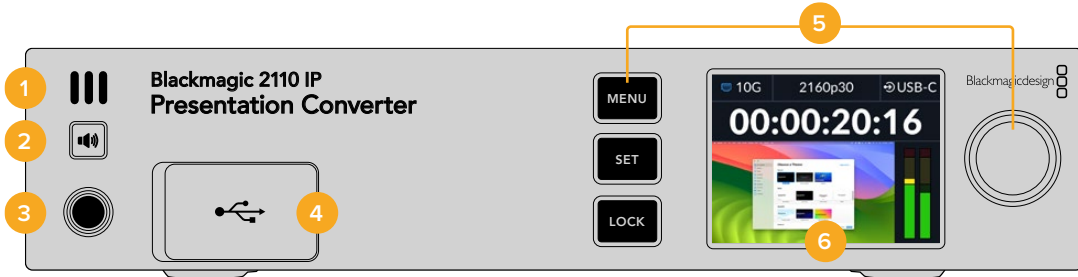 5
1
Blackmagic 2110 IP
Presentation Converter
MENU
10G 2160p30 USB-C
Blackmagicdesign
00:00:20:16
2
SET
3
4
LOCK
6